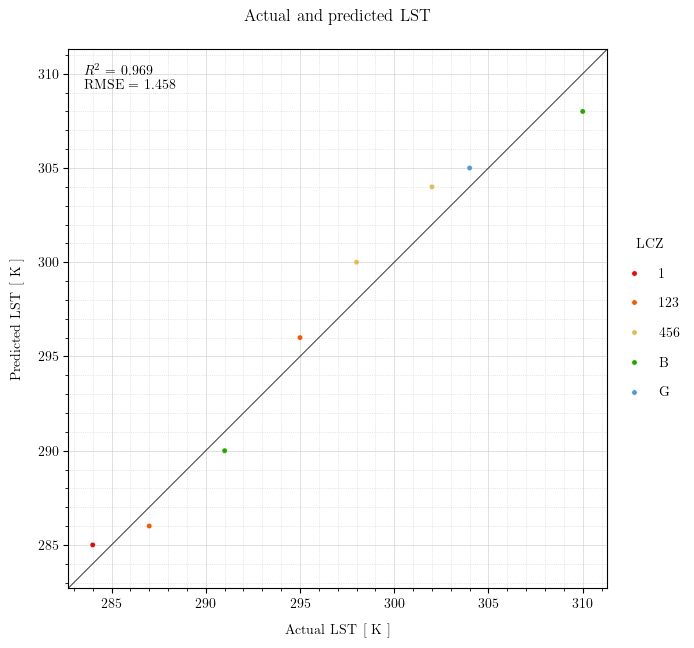 Actual and predicted LST
R² = 0.969
RMSE = 1.458
310
305
300
295
290
285
Predicted LST [ K ]
285 290 295 300 305 310
Actual LST [ K ]
LCZ
1
123
456
B
G